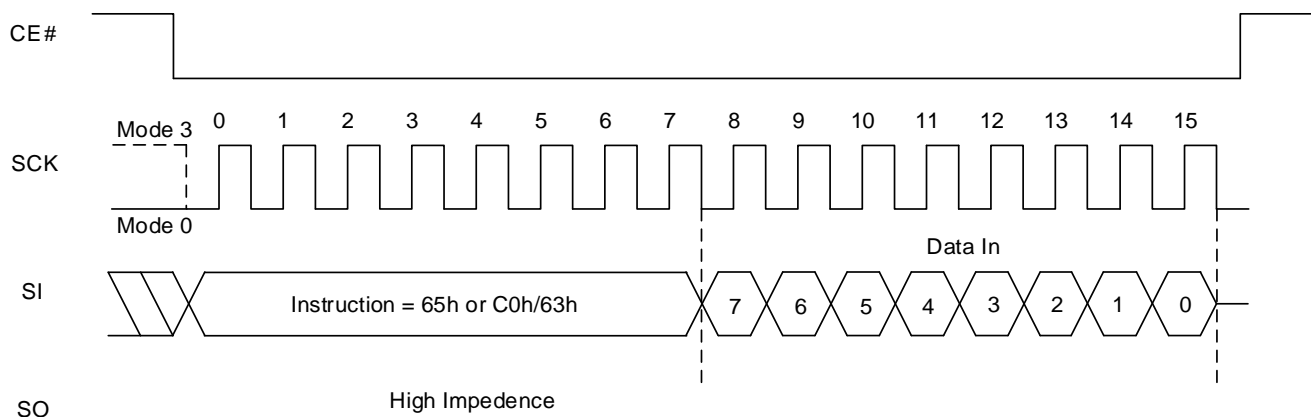 CE#
0 1 2 3 4 5 6 7 8 9 10 11 12 13 14 15
Mode 3
SCK
Mode 0
Data In
SI
Instruction = 65h or C0h/63h
7 6 5 4 3 2 1 0
High Impedence
SO